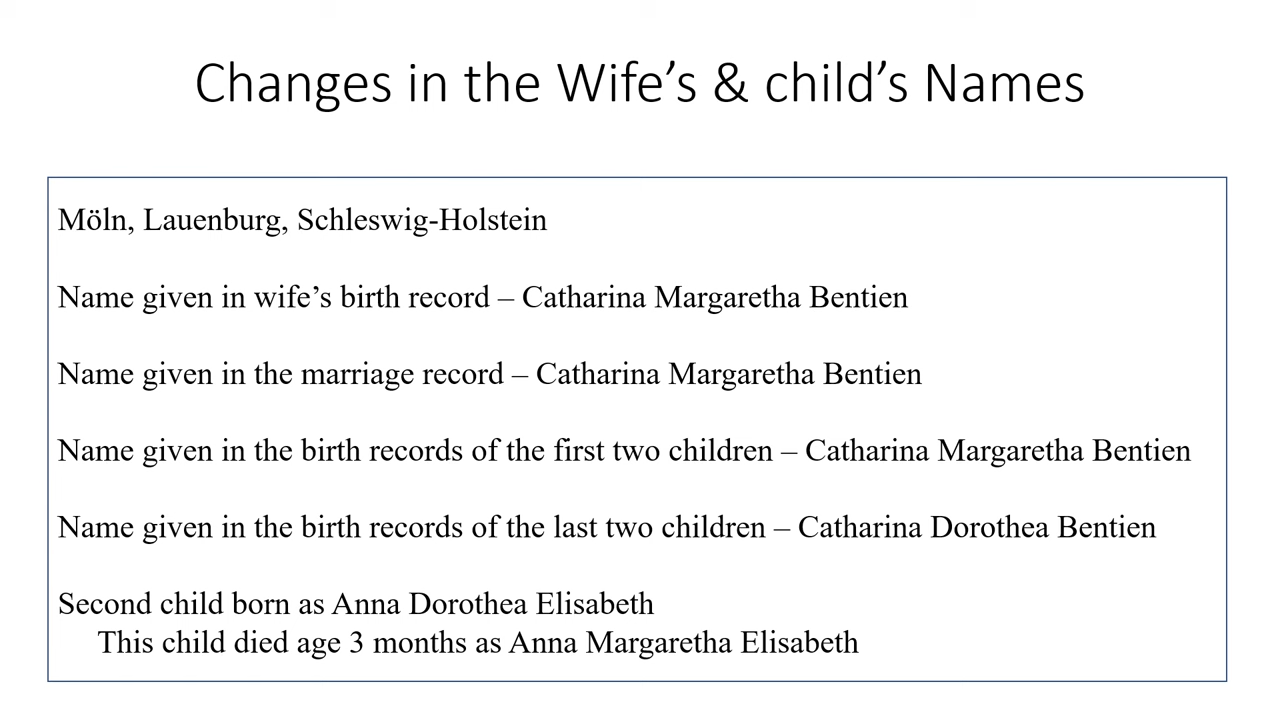 Changes in the Wife’s & child’s Names
Möln, Lauenburg, Schleswig-Holstein
Name given in wife’s birth record – Catharina Margaretha Bentien
Name given in the marriage record – Catharina Margaretha Bentien
Name given in the birth records of the first two children – Catharina Margaretha Bentien
Name given in the birth records of the last two children – Catharina Dorothea Bentien
Second child born as Anna Dorothea Elisabeth
This child died age 3 months as Anna Margaretha Elisabeth